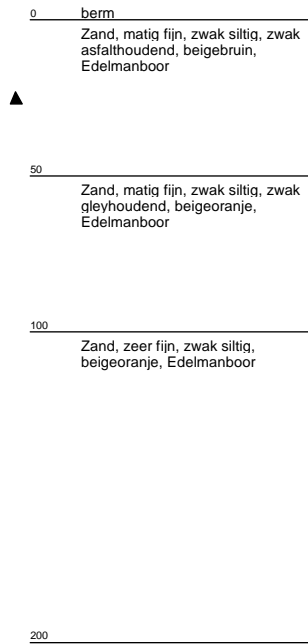 0 berm
Zand, matig fijn, zwak siltig, zwak
asfalthoudend, beigebruin,
Edelmanboor
50
Zand, matig fijn, zwak siltig, zwak
gleyhoudend, beigeoranje,
Edelmanboor
100
Zand, zeer fijn, zwak siltig,
beigeoranje, Edelmanboor
200